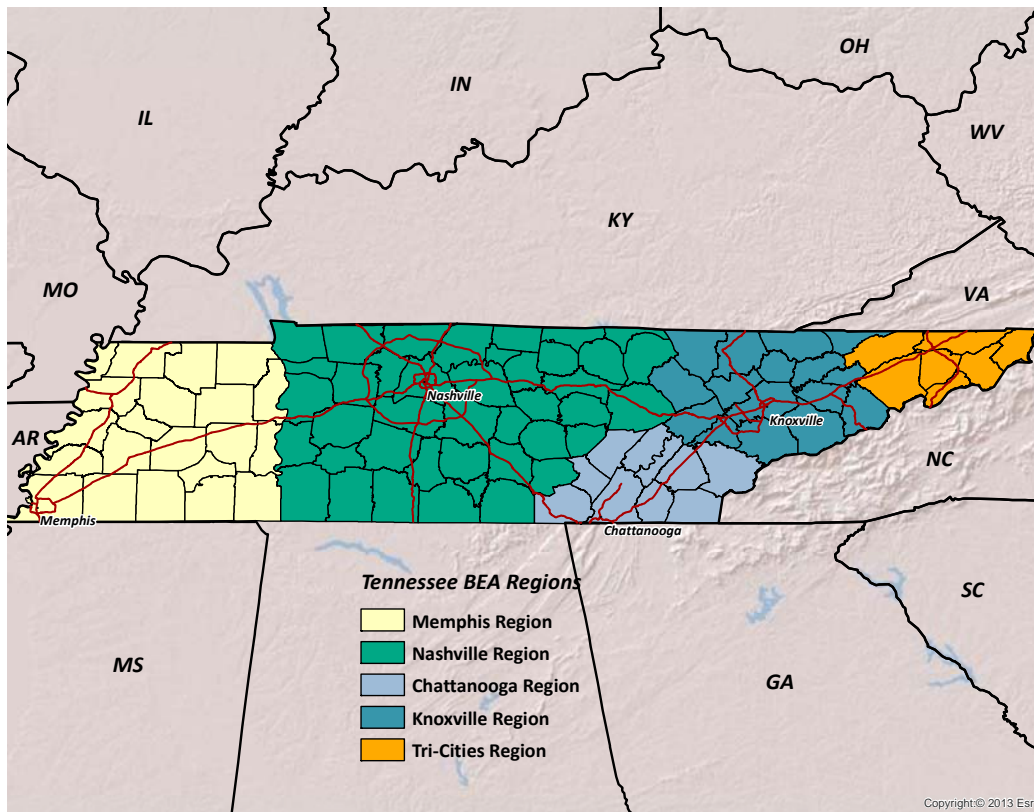 OH
IN
IL
WV
KY
MO
VA
Nashville
AR
Knoxville
NC
Memphis
Chattanooga
Tennessee BEA Regions
SC
Memphis Region
Nashville Region
MS
Chattanooga Region
GA
Knoxville Region
Tri-Cities Region
Copyright:© 2013 Esr